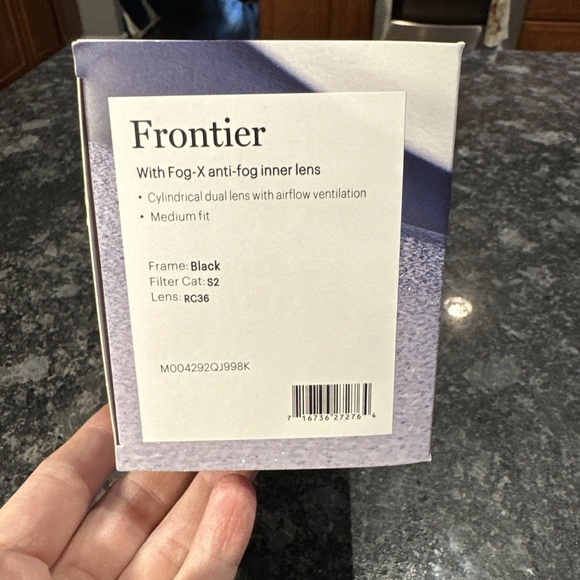 Frontier
With Fog-X anti-fog inner lens
• Cylindrical dual lens with airflow ventilation
• Medium fit
Frame: Black
Filter Cat: S2
Lens: RC36
M004292QJ998K
7 16736 27276 4